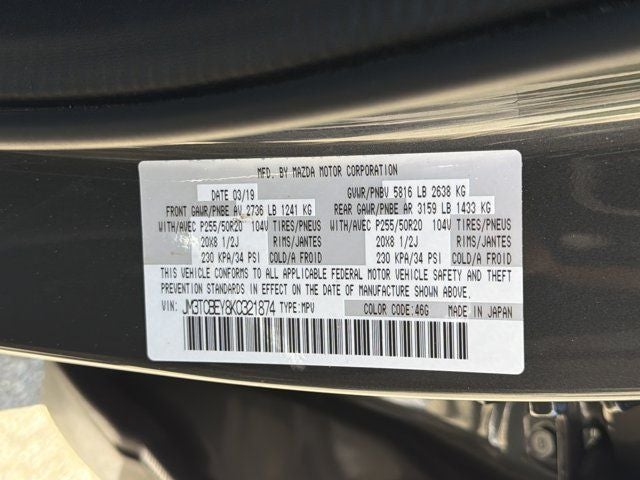 MFD. BY MAZDA MOTOR CORPORATION
DATE 03/19 GVWR/PNBV 5816 LB 2638 KG
FRONT GAWR/PNBE AV 2736 LB 1241 KG REAR GAWR/PNBE AR 3159 LB 1433 KG
WITH/AVEC P255/50R20 104V TIRES/PNEUS WITH/AVEC P255/50R20 104V TIRES/PNEUS
20X8 1/2J RIMS/JANTES 20X8 1/2J RIMS/JANTES
230 KPA/34 PSI COLD/A FROID 230 KPA/34 PSI COLD/A FROID
THIS VEHICLE CONFORMS TO ALL APPLICABLE FEDERAL MOTOR VEHICLE SAFETY AND THEFT
PREVENTION STANDARDS IN EFFECT ON THE DATE OF MANUFACTURE SHOWN ABOVE.
VIN: JM3TCBEY8KC321874 TYPE:MPV COLOR CODE:46G MADE IN JAPAN